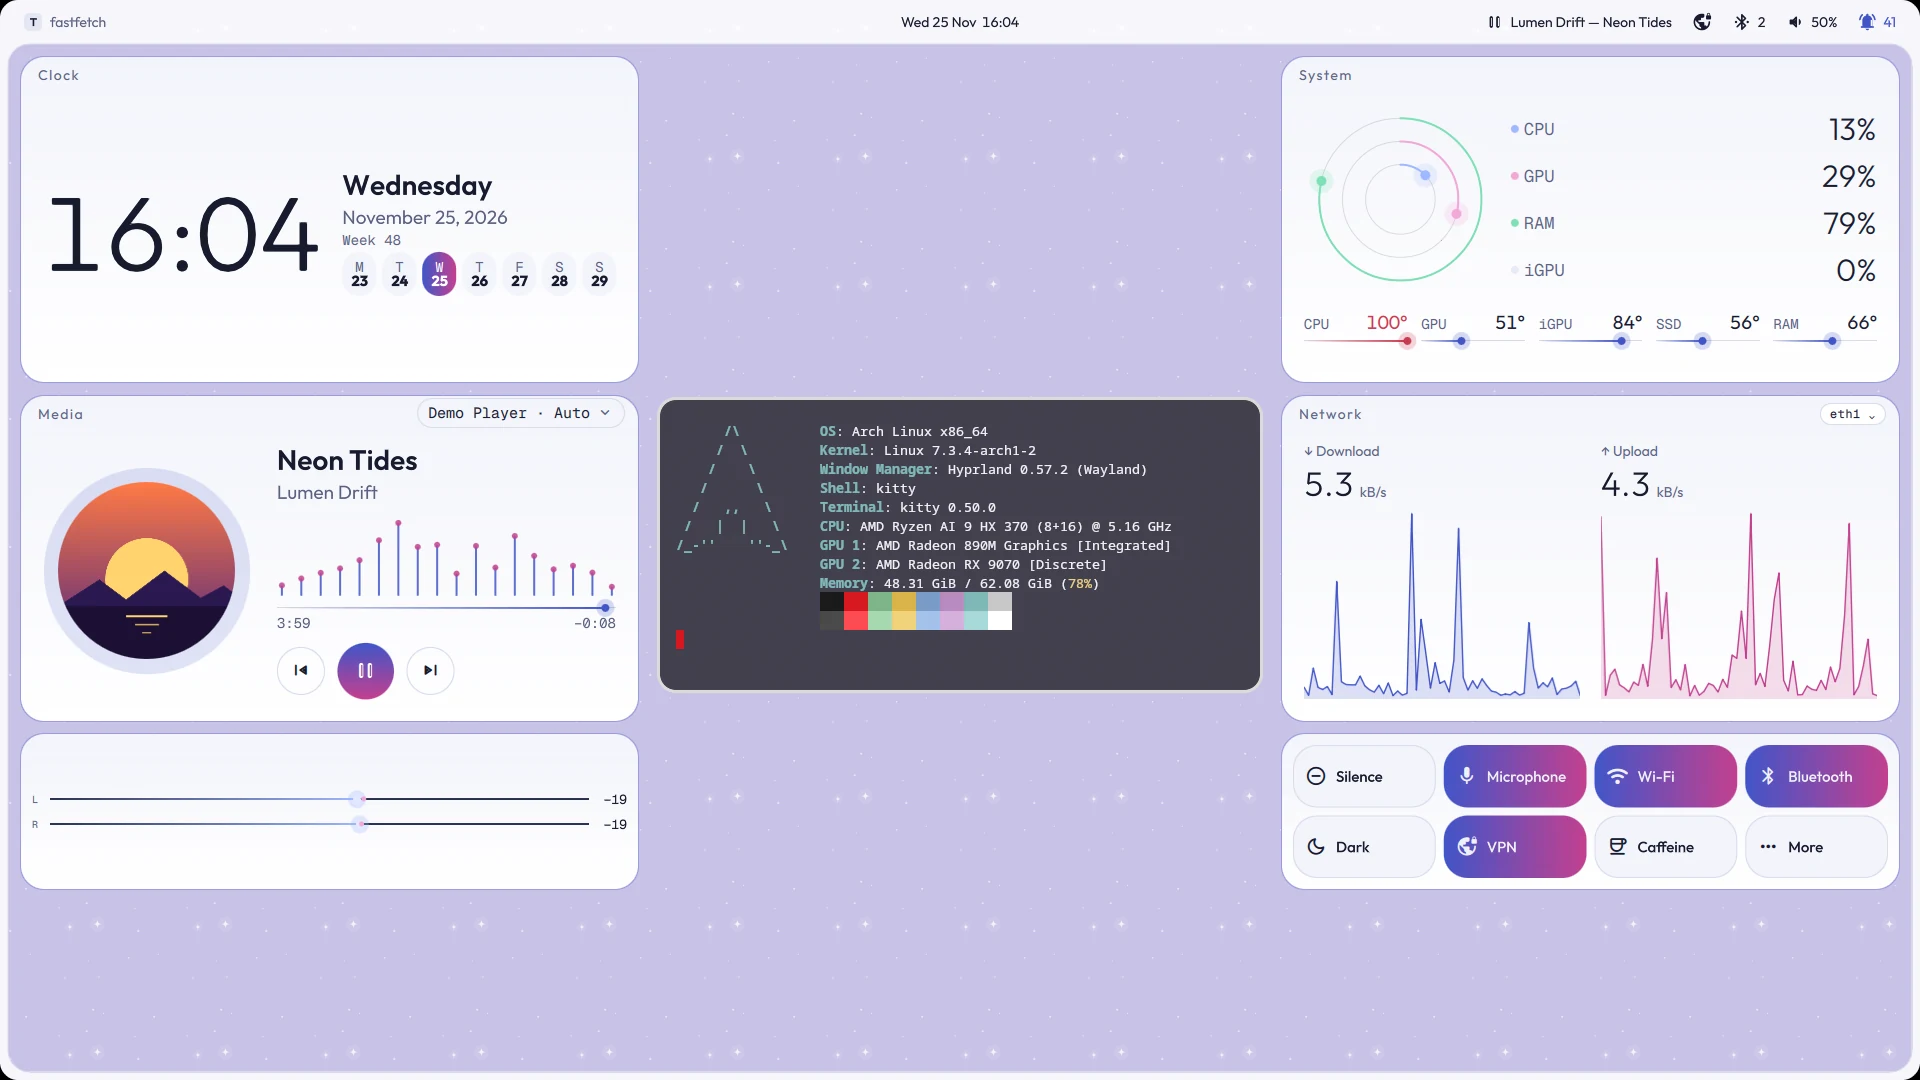 T fastfetch
Wed 25 Nov 16:04
Lumen Drift — Neon Tides
2
50%
41
Clock
16:04
Wednesday
November 25, 2026
Week 48
M T W T F S S
23 24 25 26 27 28 29
System
CPU 13%
GPU 29%
RAM 79%
iGPU 0%
CPU 100° GPU 51° iGPU 84° SSD 56° RAM 66°
Media
Demo Player · Auto
Neon Tides
Lumen Drift
3:59 -0:08
OS: Arch Linux x86_64
Kernel: Linux 7.3.4-arch1-2
Window Manager: Hyprland 0.57.2 (Wayland)
Shell: kitty
Terminal: kitty 0.50.0
CPU: AMD Ryzen AI 9 HX 370 (8+16) @ 5.16 GHz
GPU 1: AMD Radeon 890M Graphics [Integrated]
GPU 2: AMD Radeon RX 9070 [Discrete]
Memory: 48.31 GiB / 62.08 GiB (78%)
Network
eth1
↓ Download ↑ Upload
5.3 kB/s 4.3 kB/s
L -19
R -19
Silence Microphone Wi-Fi Bluetooth
Dark VPN Caffeine More